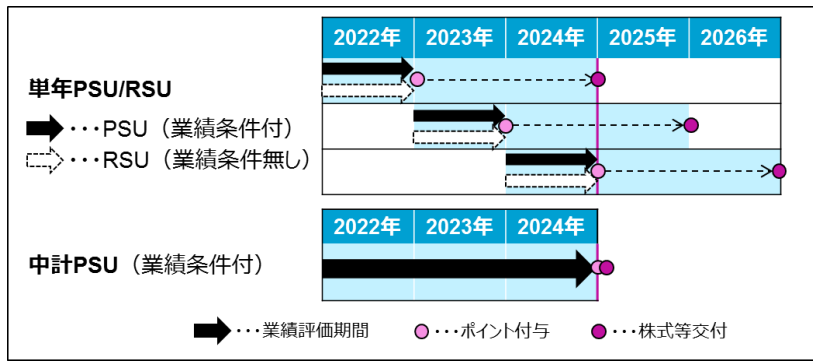 2022年 2023年 2024年 2025年 2026年
単年PSU/RSU
・・・PSU（業績条件付）
・・・RSU（業績条件無し）
2022年 2023年 2024年
中計PSU（業績条件付）
・・・業績評価期間 ・・・ポイント付与 ・・・株式等交付